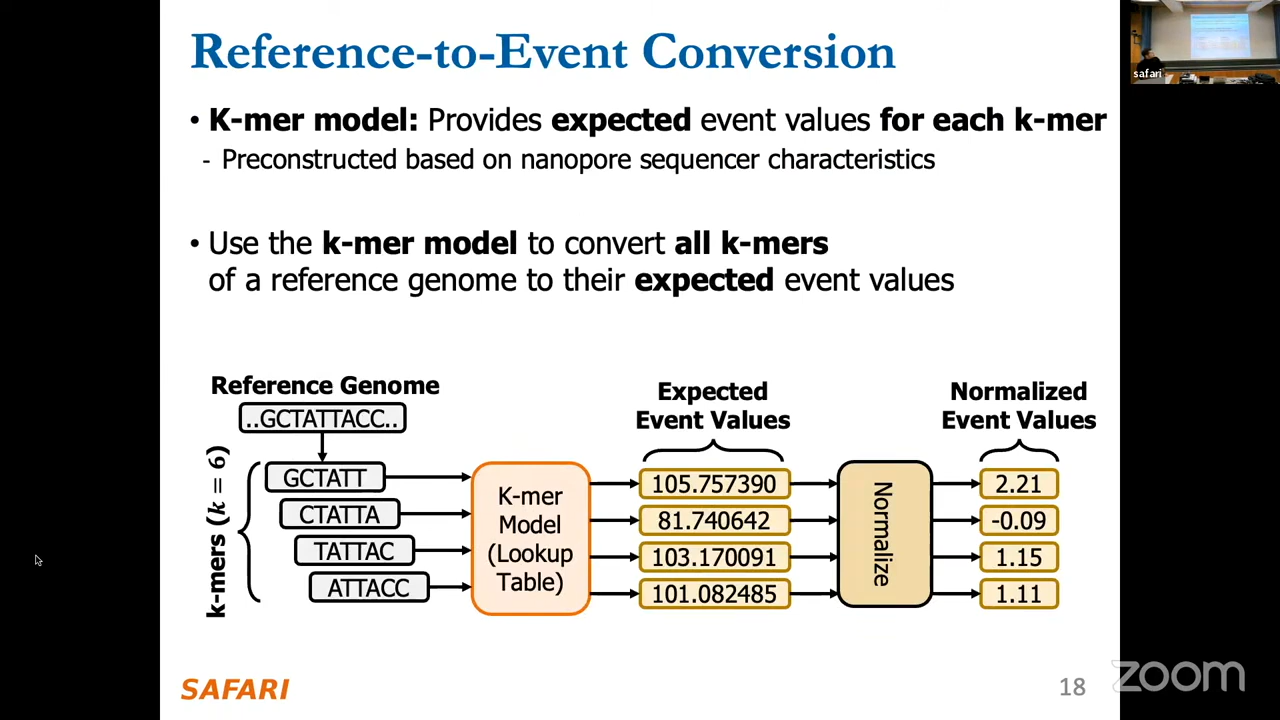 Reference-to-Event Conversion
• K-mer model: Provides expected event values for each k-mer
- Preconstructed based on nanopore sequencer characteristics
• Use the k-mer model to convert all k-mers
of a reference genome to their expected event values
Reference Genome
..GCTATTACC..
k-mers (k = 6)
GCTATT
CTATTA
TATTAC
ATTACC
K-mer
Model
(Lookup
Table)
Expected
Event Values
105.757390
81.740642
103.170091
101.082485
Normalize
Normalized
Event Values
2.21
-0.09
1.15
1.11
SAFARI
18
zoom
safari